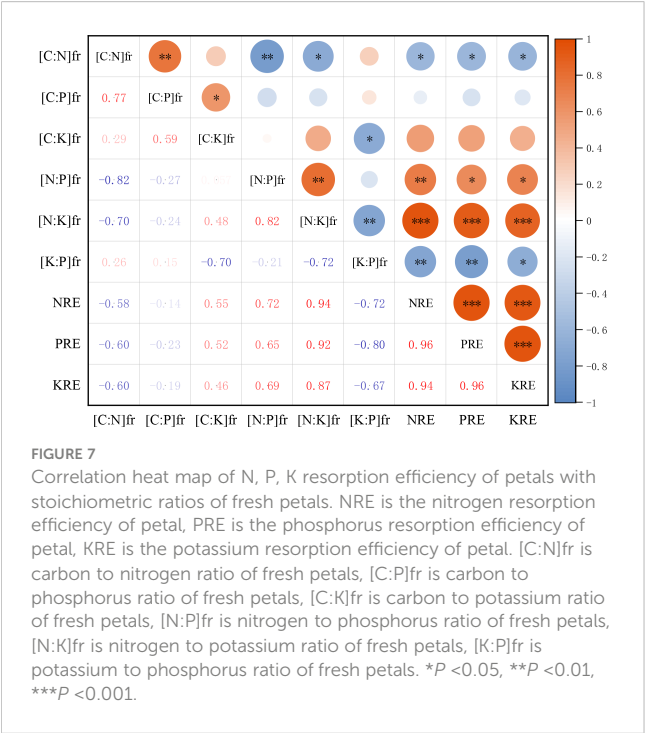 [C:N]fr [C:N]fr ** ** * * * * 1
[C:P]fr 0.77 [C:P]fr * 0.8
[C:K]fr 0.29 0.59 [C:K]fr * 0.6
[N:P]fr -0.82 -0.27 [N:P]fr ** ** * * 0.4
0.2
[N:K]fr -0.70 -0.24 0.48 0.82 [N:K]fr ** *** *** *** 0
[K:P]fr 0.26 -0.70 -0.21 -0.72 [K:P]fr ** ** * -0.2
NRE -0.58 -0.14 0.55 0.72 0.94 -0.72 NRE *** *** -0.4
-0.6
PRE -0.60 -0.23 0.52 0.65 0.92 -0.80 0.96 PRE *** -0.8
KRE -0.60 -0.19 0.46 0.69 0.87 -0.67 0.94 0.96 KRE -1
[C:N]fr [C:P]fr [C:K]fr [N:P]fr [N:K]fr [K:P]fr NRE PRE KRE
FIGURE 7
Correlation heat map of N, P, K resorption efficiency of petals with
stoichiometric ratios of fresh petals. NRE is the nitrogen resorption
efficiency of petal, PRE is the phosphorus resorption efficiency of
petal, KRE is the potassium resorption efficiency of petal. [C:N]fr is
carbon to nitrogen ratio of fresh petals, [C:P]fr is carbon to
phosphorus ratio of fresh petals, [C:K]fr is carbon to potassium ratio
of fresh petals, [N:P]fr is nitrogen to phosphorus ratio of fresh petals,
[N:K]fr is nitrogen to potassium ratio of fresh petals, [K:P]fr is
potassium to phosphorus ratio of fresh petals. *P <0.05, **P <0.01,
***P <0.001.